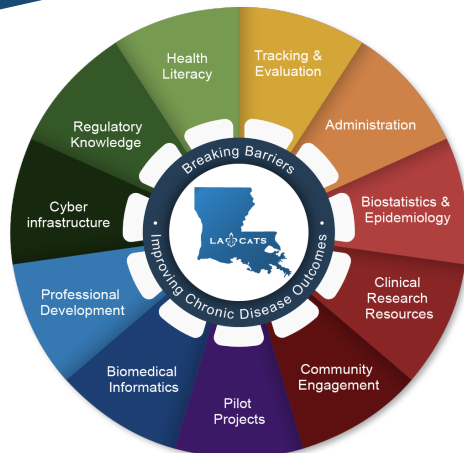 Health
Literacy
Tracking &
Evaluation
Administration
Biostatistics &
Epidemiology
Clinical
Research
Resources
Community
Engagement
Pilot
Projects
Biomedical
Informatics
Professional
Development
Cyber
infrastructure
Regulatory
Knowledge
Breaking Barriers
• Improving Chronic Disease Outcomes •
LA CATS